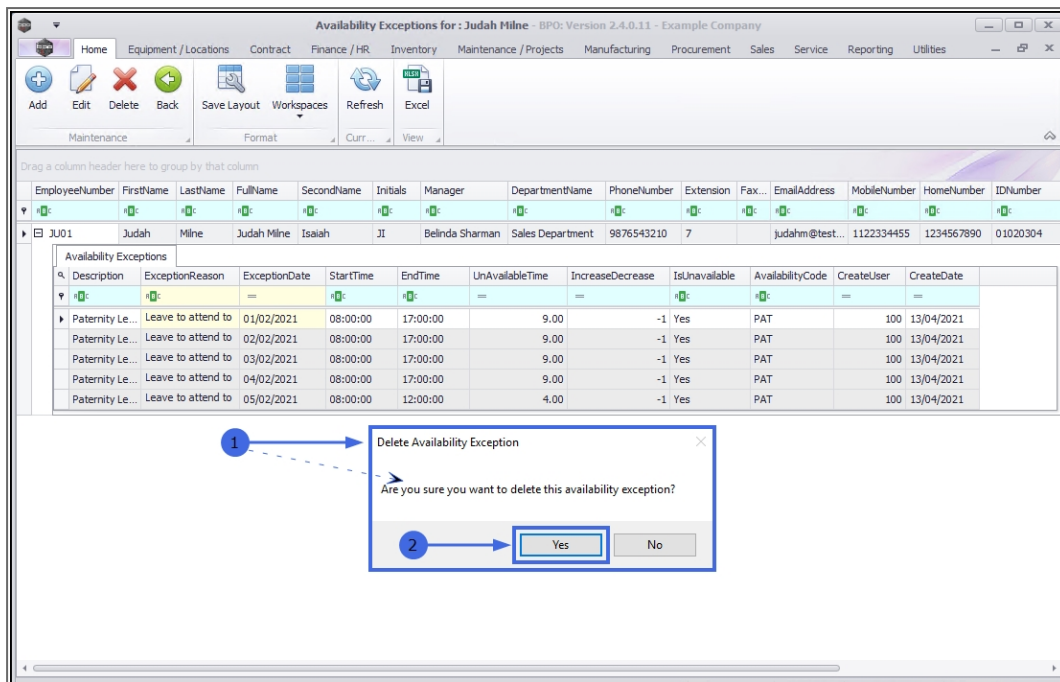 Availability Exceptions for : Judah Milne - BPO: Version 2.4.0.11 - Example Company
Home Equipment / Locations Contract Finance / HR Inventory Maintenance / Projects Manufacturing Procurement Sales Service Reporting Utilities
Add Edit Delete Back Save Layout Workspaces Refresh Excel
Maintenance Format Curr... View
Drag a column header here to group by that column
EmployeeNumber FirstName LastName FullName SecondName Initials Manager DepartmentName PhoneNumber Extension Fax... EmailAddress MobileNumber HomeNumber IDNumber
JU01 Judah Milne Judah Milne Isaiah JI Belinda Sharman Sales Department 9876543210 7 judahm@test... 1122334455 1234567890 01020304
Availability Exceptions
Description ExceptionReason ExceptionDate StartTime EndTime UnAvailableTime IncreaseDecrease IsUnavailable AvailabilityCode CreateUser CreateDate
= = = = =
Paternity Le... Leave to attend to 01/02/2021 08:00:00 17:00:00 9.00 -1 Yes PAT 100 13/04/2021
Paternity Le... Leave to attend to 02/02/2021 08:00:00 17:00:00 9.00 -1 Yes PAT 100 13/04/2021
Paternity Le... Leave to attend to 03/02/2021 08:00:00 17:00:00 9.00 -1 Yes PAT 100 13/04/2021
Paternity Le... Leave to attend to 04/02/2021 08:00:00 17:00:00 9.00 -1 Yes PAT 100 13/04/2021
Paternity Le... Leave to attend to 05/02/2021 08:00:00 12:00:00 4.00 -1 Yes PAT 100 13/04/2021
1 Delete Availability Exception
Are you sure you want to delete this availability exception?
2 Yes No